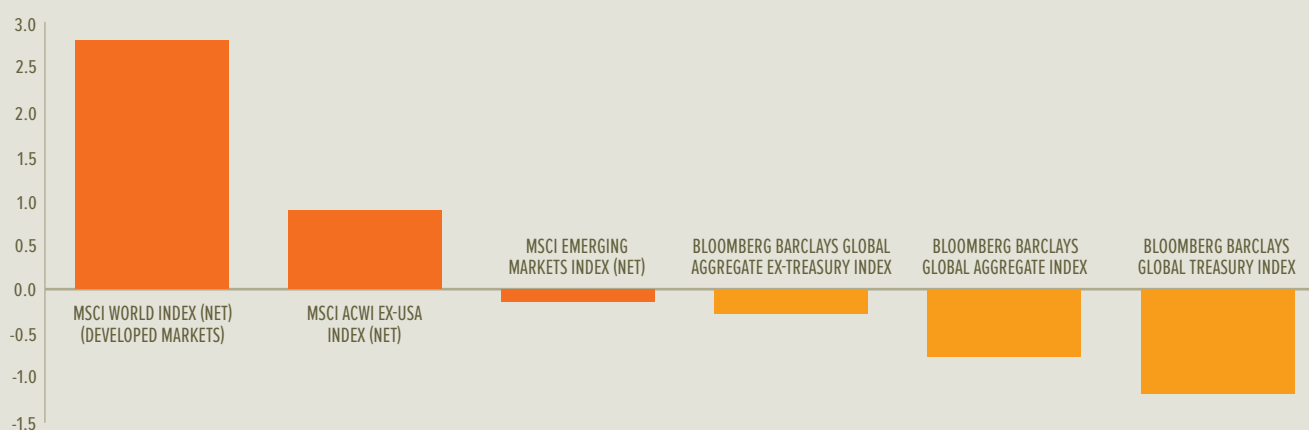 3.0
2.5
2.0
1.5
1.0
0.5
0.0
-0.5
-1.0
-1.5
MSCI WORLD INDEX (NET)
(DEVELOPED MARKETS)
MSCI ACWI EX-USA
INDEX (NET)
MSCI EMERGING
MARKETS INDEX (NET)
BLOOMBERG BARCLAYS GLOBAL
AGGREGATE EX-TREASURY INDEX
BLOOMBERG BARCLAYS
GLOBAL AGGREGATE INDEX
BLOOMBERG BARCLAYS
GLOBAL TREASURY INDEX